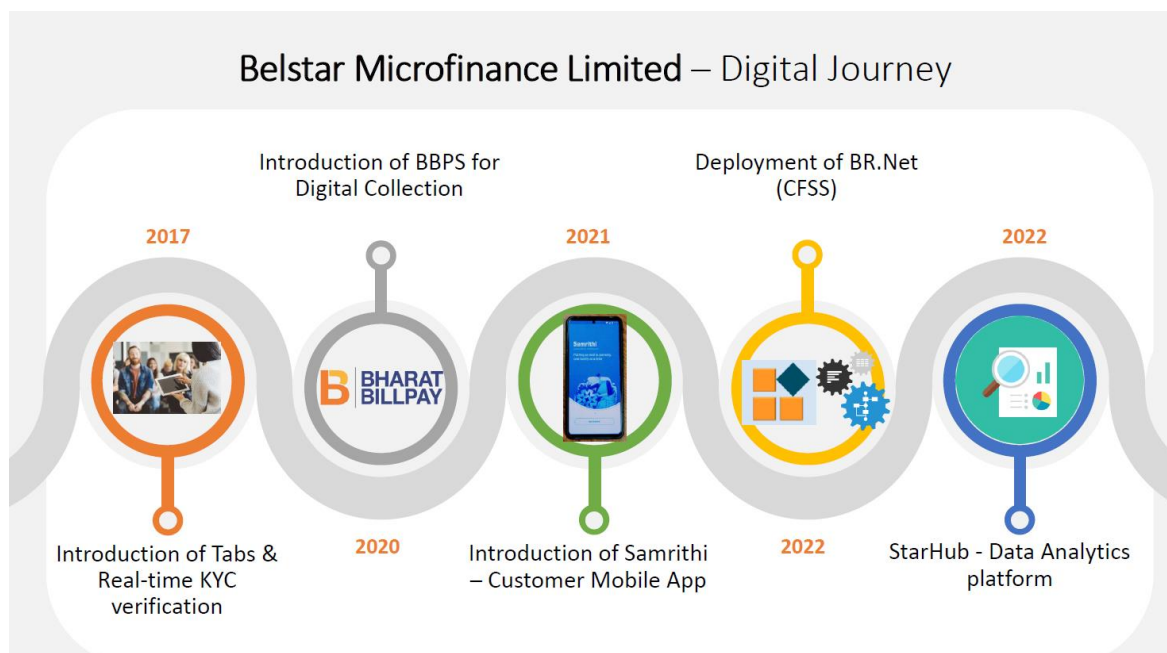 Belstar Microfinance Limited – Digital Journey
Introduction of BBPS for
Digital Collection
Deployment of BR.Net
(CFSS)
2017
2021
2022
B BHARAT
BILLPAY
Samrithi
2020
2022
Introduction of Tabs &
Real-time KYC
verification
Introduction of Samrithi
– Customer Mobile App
StarHub - Data Analytics
platform